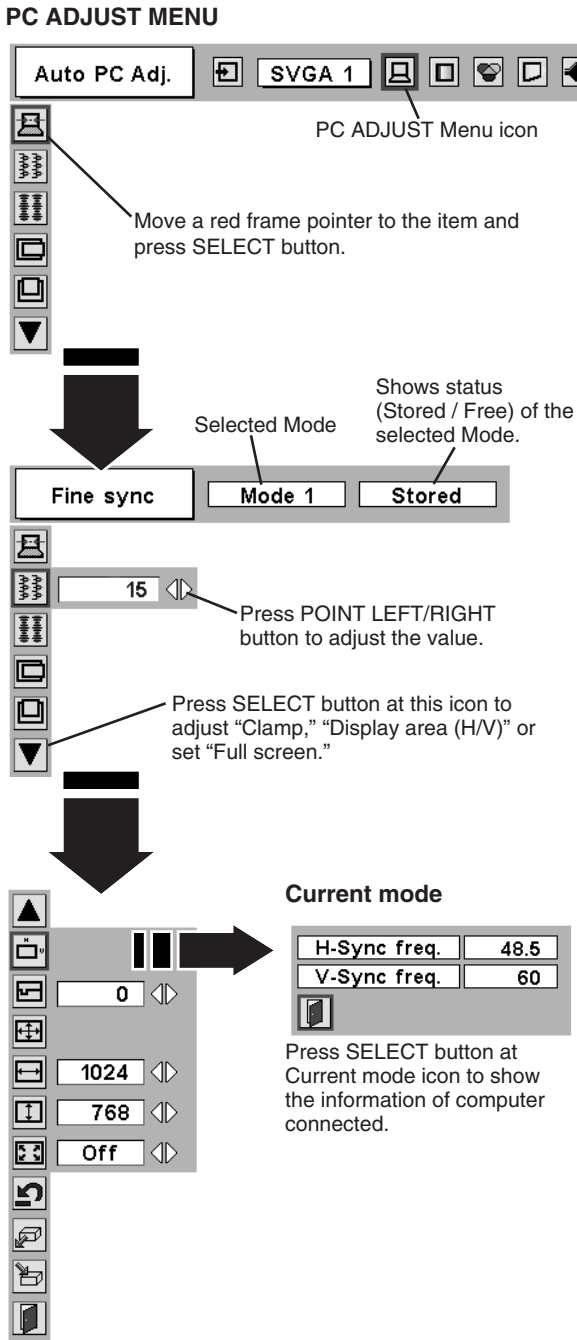 PC ADJUST MENU
Auto PC Adj.
SVGA 1
PC ADJUST Menu icon
Move a red frame pointer to the item and
press SELECT button.
Shows status
(Stored / Free) of the
selected Mode.
Selected Mode
Fine sync
Mode 1
Stored
15
Press POINT LEFT/RIGHT
button to adjust the value.
Press SELECT button at this icon to
adjust “Clamp,” “Display area (H/V)” or
set “Full screen.”
Current mode
H-Sync freq. 48.5
V-Sync freq. 60
H
V
0
1024
768
Off
Press SELECT button at
Current mode icon to show
the information of computer
connected.